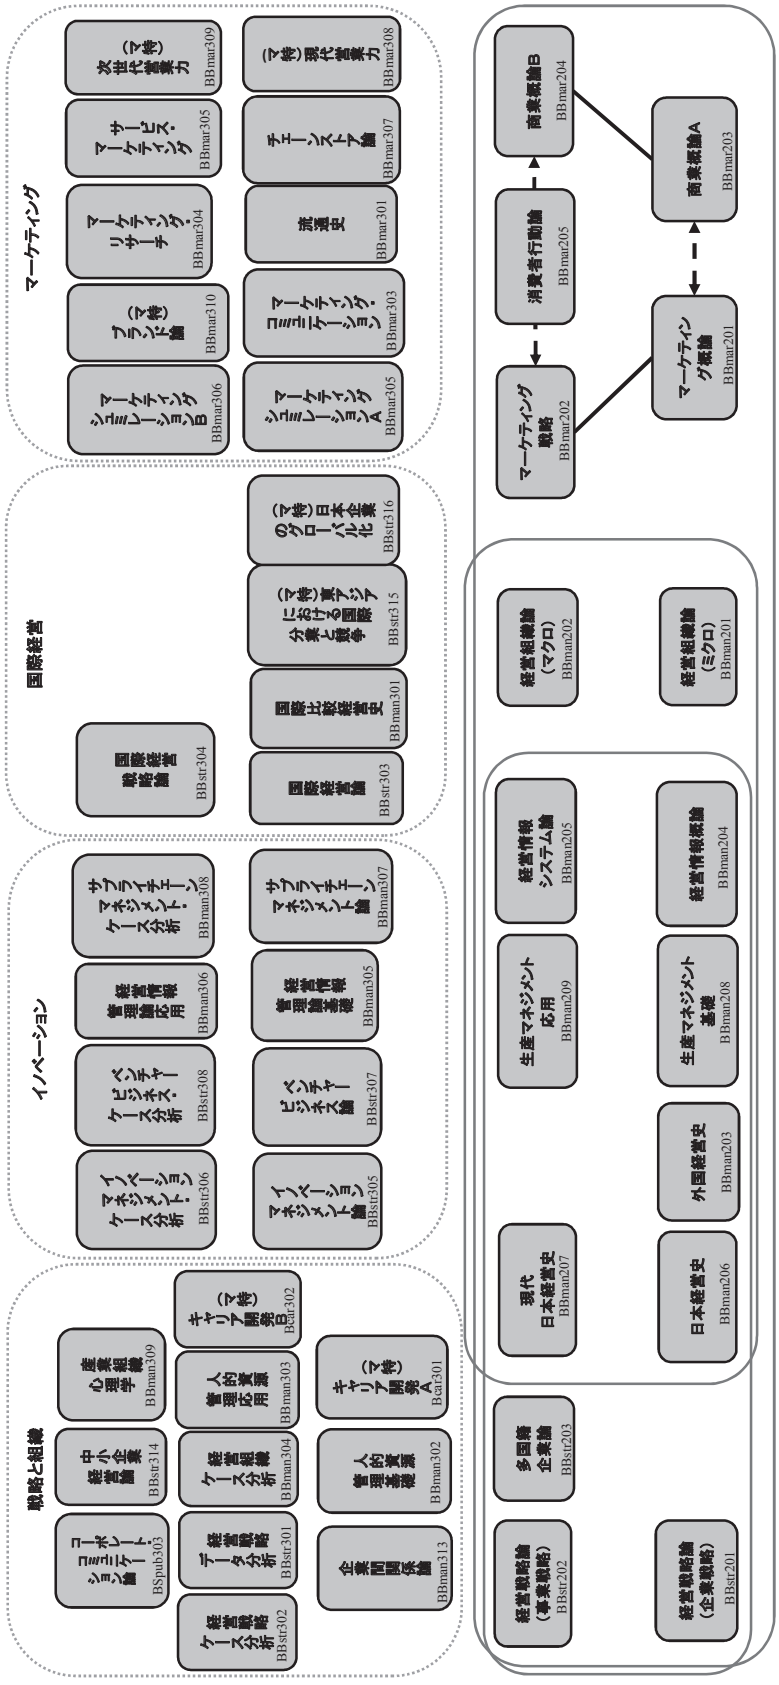 戦略と組織
コーポレート・
コミュニケー
ション論
BSpub303
中小企業
経営論
BBstr314
産業組織
心理学
BBman309
経営戦略
ケース分析
BBstr302
経営戦略
データ分析
BBstr301
経営組織
ケース分析
BBman304
人的資源
管理応用
BBman303
(マ特)
キャリア開発B
Bcar302
企業間関係論
BBman313
人的資源
管理基礎
BBman302
(マ特)
キャリア開発
A
Bcar301
イノベーション
イノベーション
マネジメント・
ケース分析
BBstr306
ベンチャー
ビジネス・
ケース分析
BBstr308
経営情報
管理論応用
BBman306
サプライチェーン
マネジメント・
ケース分析
BBman308
イノベーション
マネジメント論
BBstr305
ベンチャー
ビジネス論
BBstr307
経営情報
管理論基礎
BBman305
サプライチェーン
マネジメント論
BBman307
国際経営
国際経営
戦略論
BBstr304
国際経営論
BBstr303
国際比較経営史
BBman301
(マ特)東アジア
における国際
分業と競争
BBstr315
(マ特)日本企業
のグローバル化
BBstr316
マーケティング
マーケティング
シュミレーションB
BBmar306
(マ特)
ブランド論
BBmar310
マーケティング・
リサーチ
BBmar304
サービス・
マーケティング
BBmar305
(マ特)
次世代営業力
BBmar309
マーケティング
シュミレーションA
BBmar305
マーケティング・
コミュニケーション
BBmar303
流通史
BBmar301
チェーンストア論
BBmar307
(マ特)現代営業力
BBmar308
経営戦略論
(事業戦略)
BBstr202
多国籍
企業論
BBstr203
現代
日本経営史
BBman207
生産マネジメント
応用
BBman209
経営情報
システム論
BBman205
経営組織論
(マクロ)
BBman202
マーケティング
戦略
BBmar202
消費者行動論
BBmar205
商業概論B
BBmar204
経営戦略論
(企業戦略)
BBstr201
日本経営史
BBman206
外国経営史
BBman203
生産マネジメント
基礎
BBman208
経営情報概論
BBman204
経営組織論
(ミクロ)
BBman201
マーケティン
グ概論
BBmar201
商業概論A
BBmar203